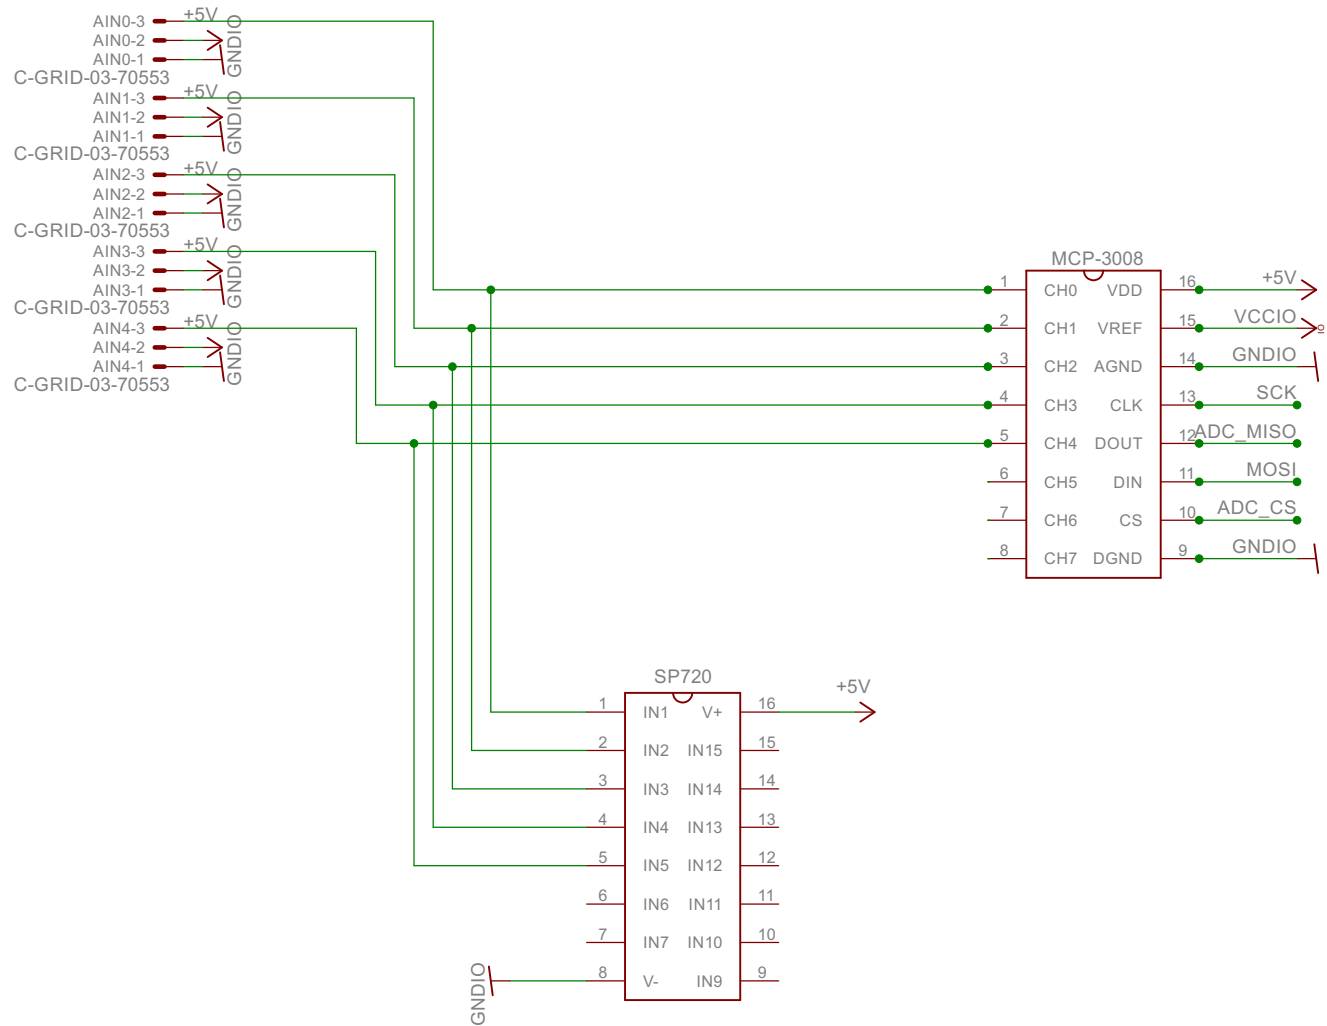 AIN0-3 +5V
AIN0-2
AIN0-1 GNDIO
C-GRID-03-70553
AIN1-3 +5V
AIN1-2
AIN1-1 GNDIO
C-GRID-03-70553
AIN2-3 +5V
AIN2-2
AIN2-1 GNDIO
C-GRID-03-70553
AIN3-3 +5V
AIN3-2
AIN3-1 GNDIO
C-GRID-03-70553
AIN4-3 +5V
AIN4-2
AIN4-1 GNDIO
C-GRID-03-70553
MCP-3008
1 CH0 VDD 16 +5V
2 CH1 VREF 15 VCCIO
3 CH2 AGND 14 GNDIO
4 CH3 CLK 13 SCK
5 CH4 DOUT 12 ADC_MISO
6 CH5 DIN 11 MOSI
7 CH6 CS 10 ADC_CS
8 CH7 DGND 9 GNDIO
SP720
1 IN1 V+ 16 +5V
2 IN2 IN15 15
3 IN3 IN14 14
4 IN4 IN13 13
5 IN5 IN12 12
6 IN6 IN11 11
7 IN7 IN10 10
GNDIO 8 V- IN9 9